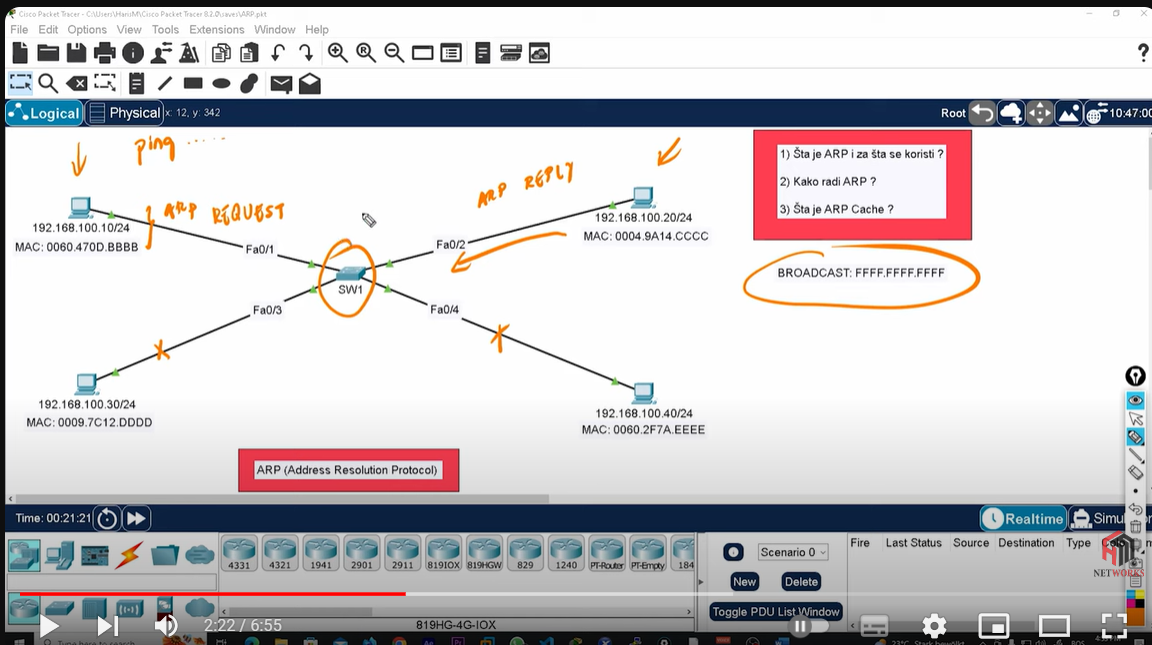 Cisco Packet Tracer - C:\Users\HansM\Cisco Packet Tracer 8.2.0\saves\ARP.pkt
File Edit Options View Tools Extensions Window Help
?
Logical Physical x: 12, y: 342 Root 10:47:00
ping ......
ARP REQUEST
ARP REPLY
192.168.100.10/24
MAC: 0060.470D.BBBB
192.168.100.20/24
MAC: 0004.9A14.CCCC
Fa0/1
Fa0/2
SW1
Fa0/3
Fa0/4
192.168.100.30/24
MAC: 0009.7C12.DDDD
192.168.100.40/24
MAC: 0060.2F7A.EEEE
1) Šta je ARP i za šta se koristi ?
2) Kako radi ARP ?
3) Šta je ARP Cache ?
BROADCAST: FFFF.FFFF.FFFF
ARP (Address Resolution Protocol)
Time: 00:21:21 Realtime
4331 4321 1941 2901 2911 819IOX 819HGW 829 1240 PT-Router PT-Empty 184
Scenario 0
New Delete
Toggle PDU List Window
Fire Last Status Source Destination Type
NETWORKS
819HG-4G-IOX
2:22 / 6:55